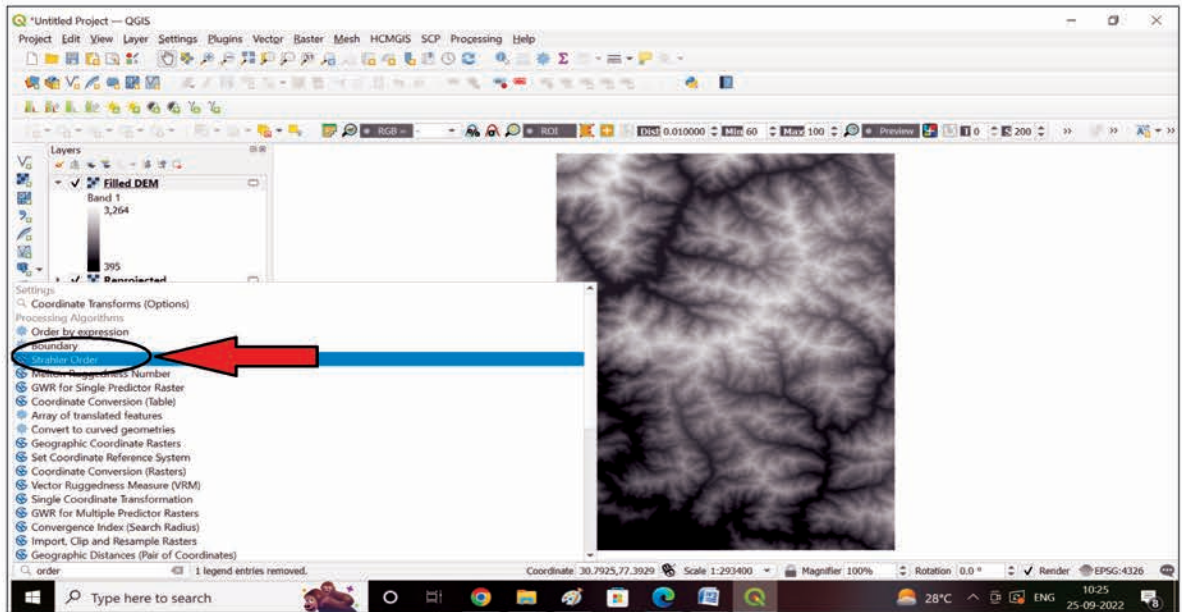 *Untitled Project — QGIS
Project Edit View Layer Settings Plugins Vector Raster Mesh HCMGIS SCP Processing Help
RGB = - ROI Dist 0.010000 Min 60 Max 100 Preview T 0 S 200 »
Layers
Filled DEM
Band 1
3,264
395
Reprojected
Settings
Coordinate Transforms (Options)
Processing Algorithms
Order by expression
Boundary
Strahler Order
Melton Ruggedness Number
GWR for Single Predictor Raster
Coordinate Conversion (Table)
Array of translated features
Convert to curved geometries
Geographic Coordinate Rasters
Set Coordinate Reference System
Coordinate Conversion (Rasters)
Vector Ruggedness Measure (VRM)
Single Coordinate Transformation
GWR for Multiple Predictor Rasters
Convergence Index (Search Radius)
Import, Clip and Resample Rasters
Geographic Distances (Pair of Coordinates)
order 1 legend entries removed. Coordinate 30.7925,77.3929 Scale 1:293400 Magnifier 100% Rotation 0.0 ° Render EPSG:4326
Type here to search 28°C ENG 10:25
25-09-2022